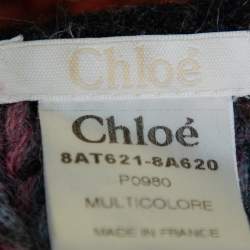 Chloé
Chloé
8AT621-8A620
P0980
MULTICOLORE
MADE IN FRANCE